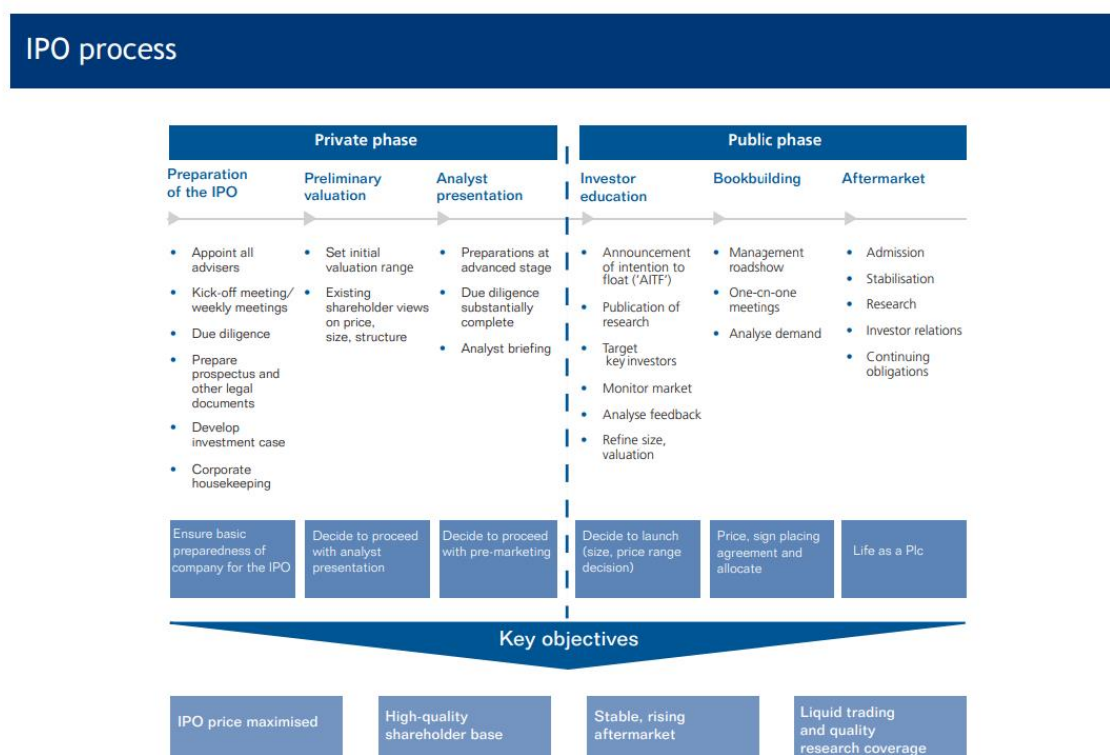 IPO process
Private phase
Public phase
Preparation
of the IPO
Preliminary
valuation
Analyst
presentation
Investor
education
Bookbuilding
Aftermarket
• Appoint all
advisers
• Kick-off meeting/
weekly meetings
• Due diligence
• Prepare
prospectus and
other legal
documents
• Develop
investment case
• Corporate
housekeeping
• Set initial
valuation range
• Existing
shareholder views
on price,
size, structure
• Preparations at
advanced stage
• Due diligence
substantially
complete
• Analyst briefing
• Announcement
of intention to
float ('AITF')
• Publication of
research
• Target
key investors
• Monitor market
• Analyse feedback
• Refine size,
valuation
• Management
roadshow
• One-on-one
meetings
• Analyse demand
• Admission
• Stabilisation
• Research
• Investor relations
• Continuing
obligations
Ensure basic
preparedness of
company for the IPO
Decide to proceed
with analyst
presentation
Decide to proceed
with pre-marketing
Decide to launch
(size, price range
decision)
Price, sign placing
agreement and
allocate
Life as a Plc
Key objectives
IPO price maximised
High-quality
shareholder base
Stable, rising
aftermarket
Liquid trading
and quality
research coverage